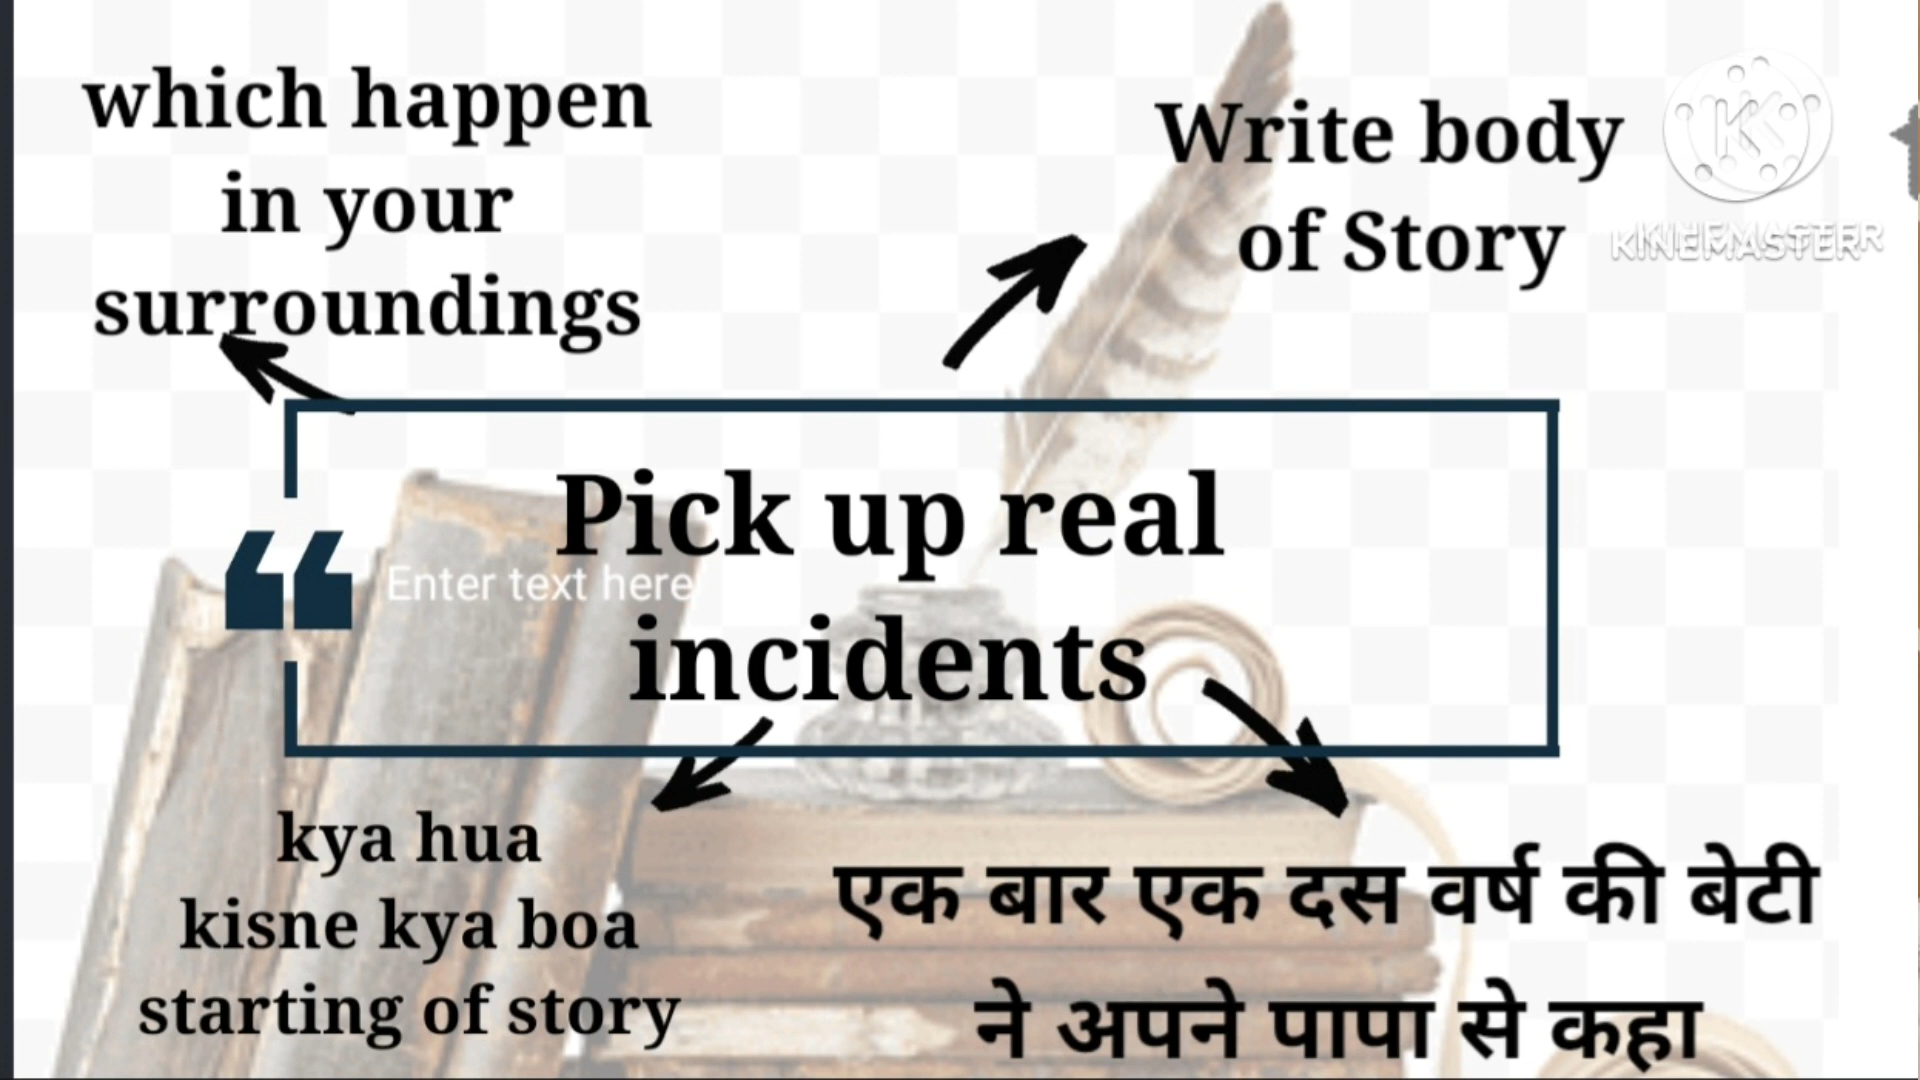 which happen
in your
surroundings
Write body
of Story
KINEMASTER
KINEMASTER
Pick up real
Enter text here
incidents
kya hua
kisne kya boa
starting of story
एक बार एक दस वर्ष की बेटी
ने अपने पापा से कहा